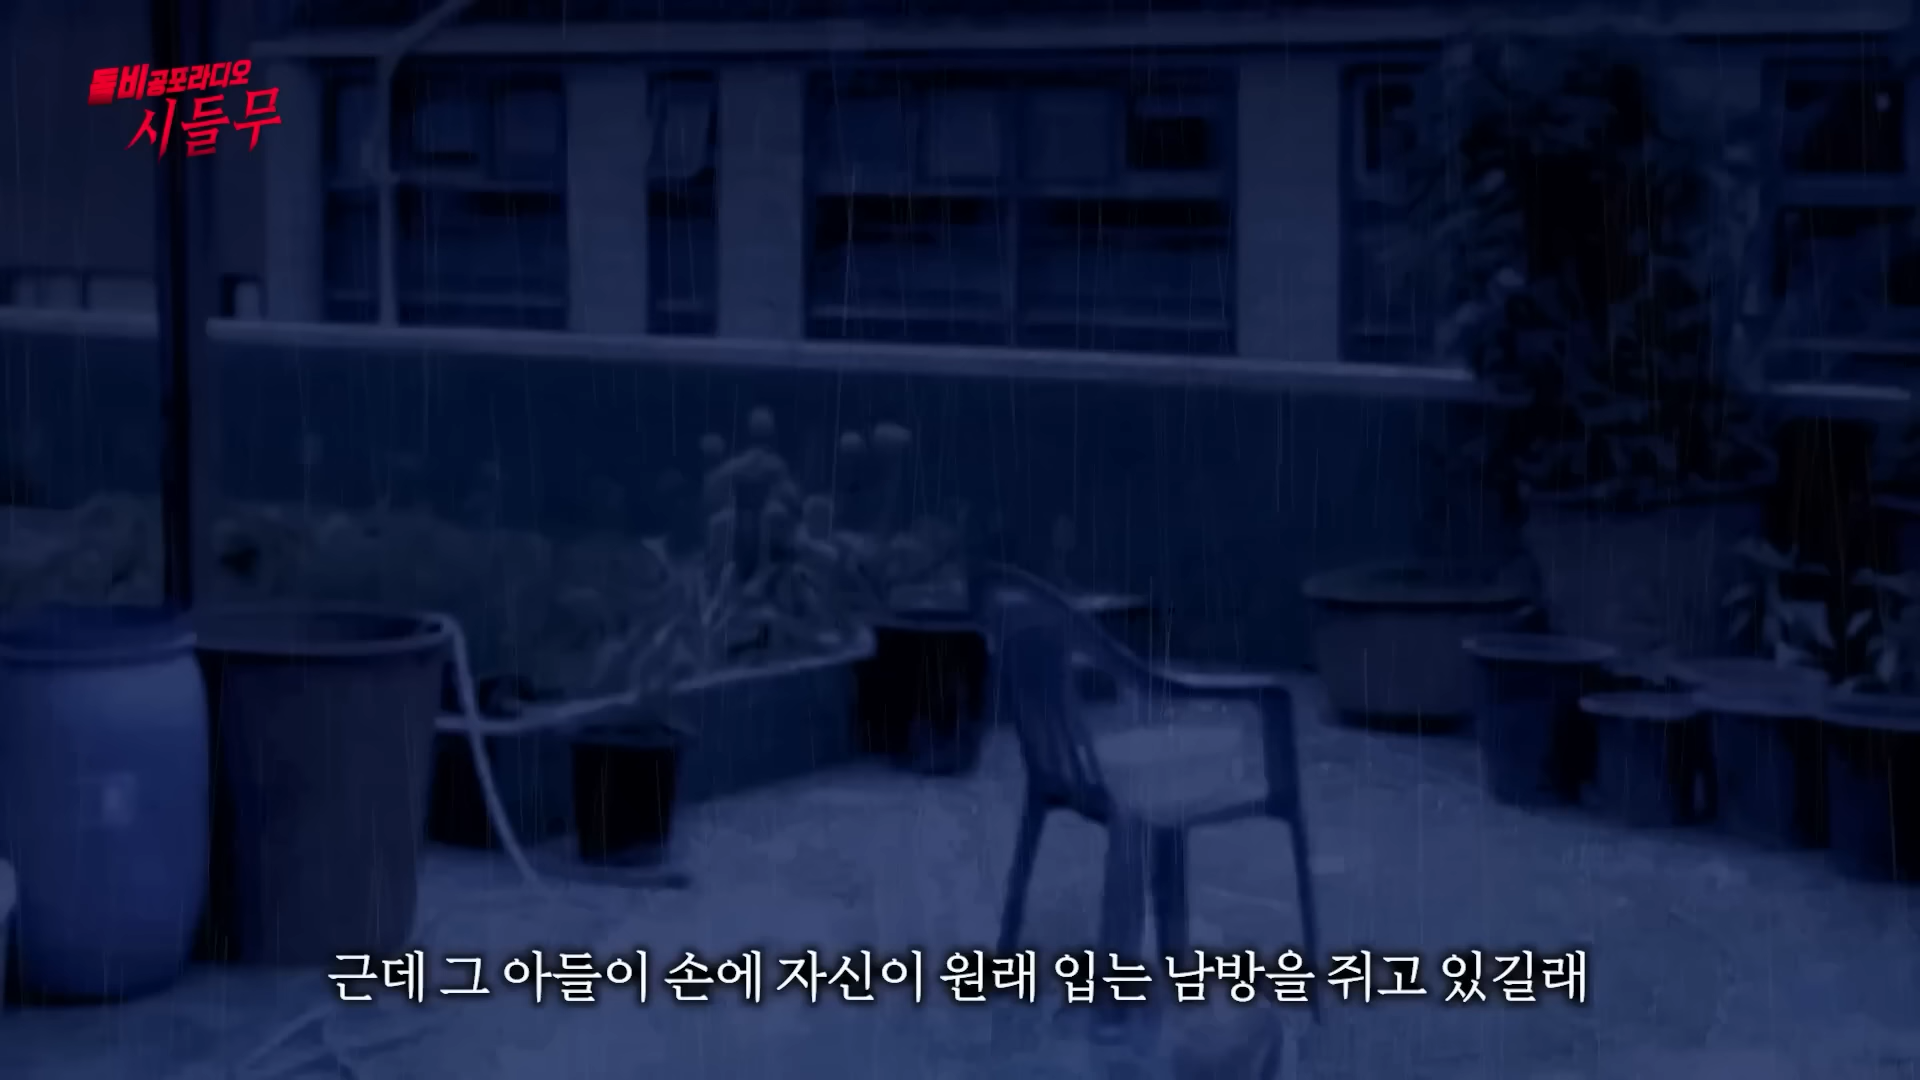 돌비공포라디오
시들무
근데 그 아들이 손에 자신이 원래 입는 남방을 쥐고 있길래